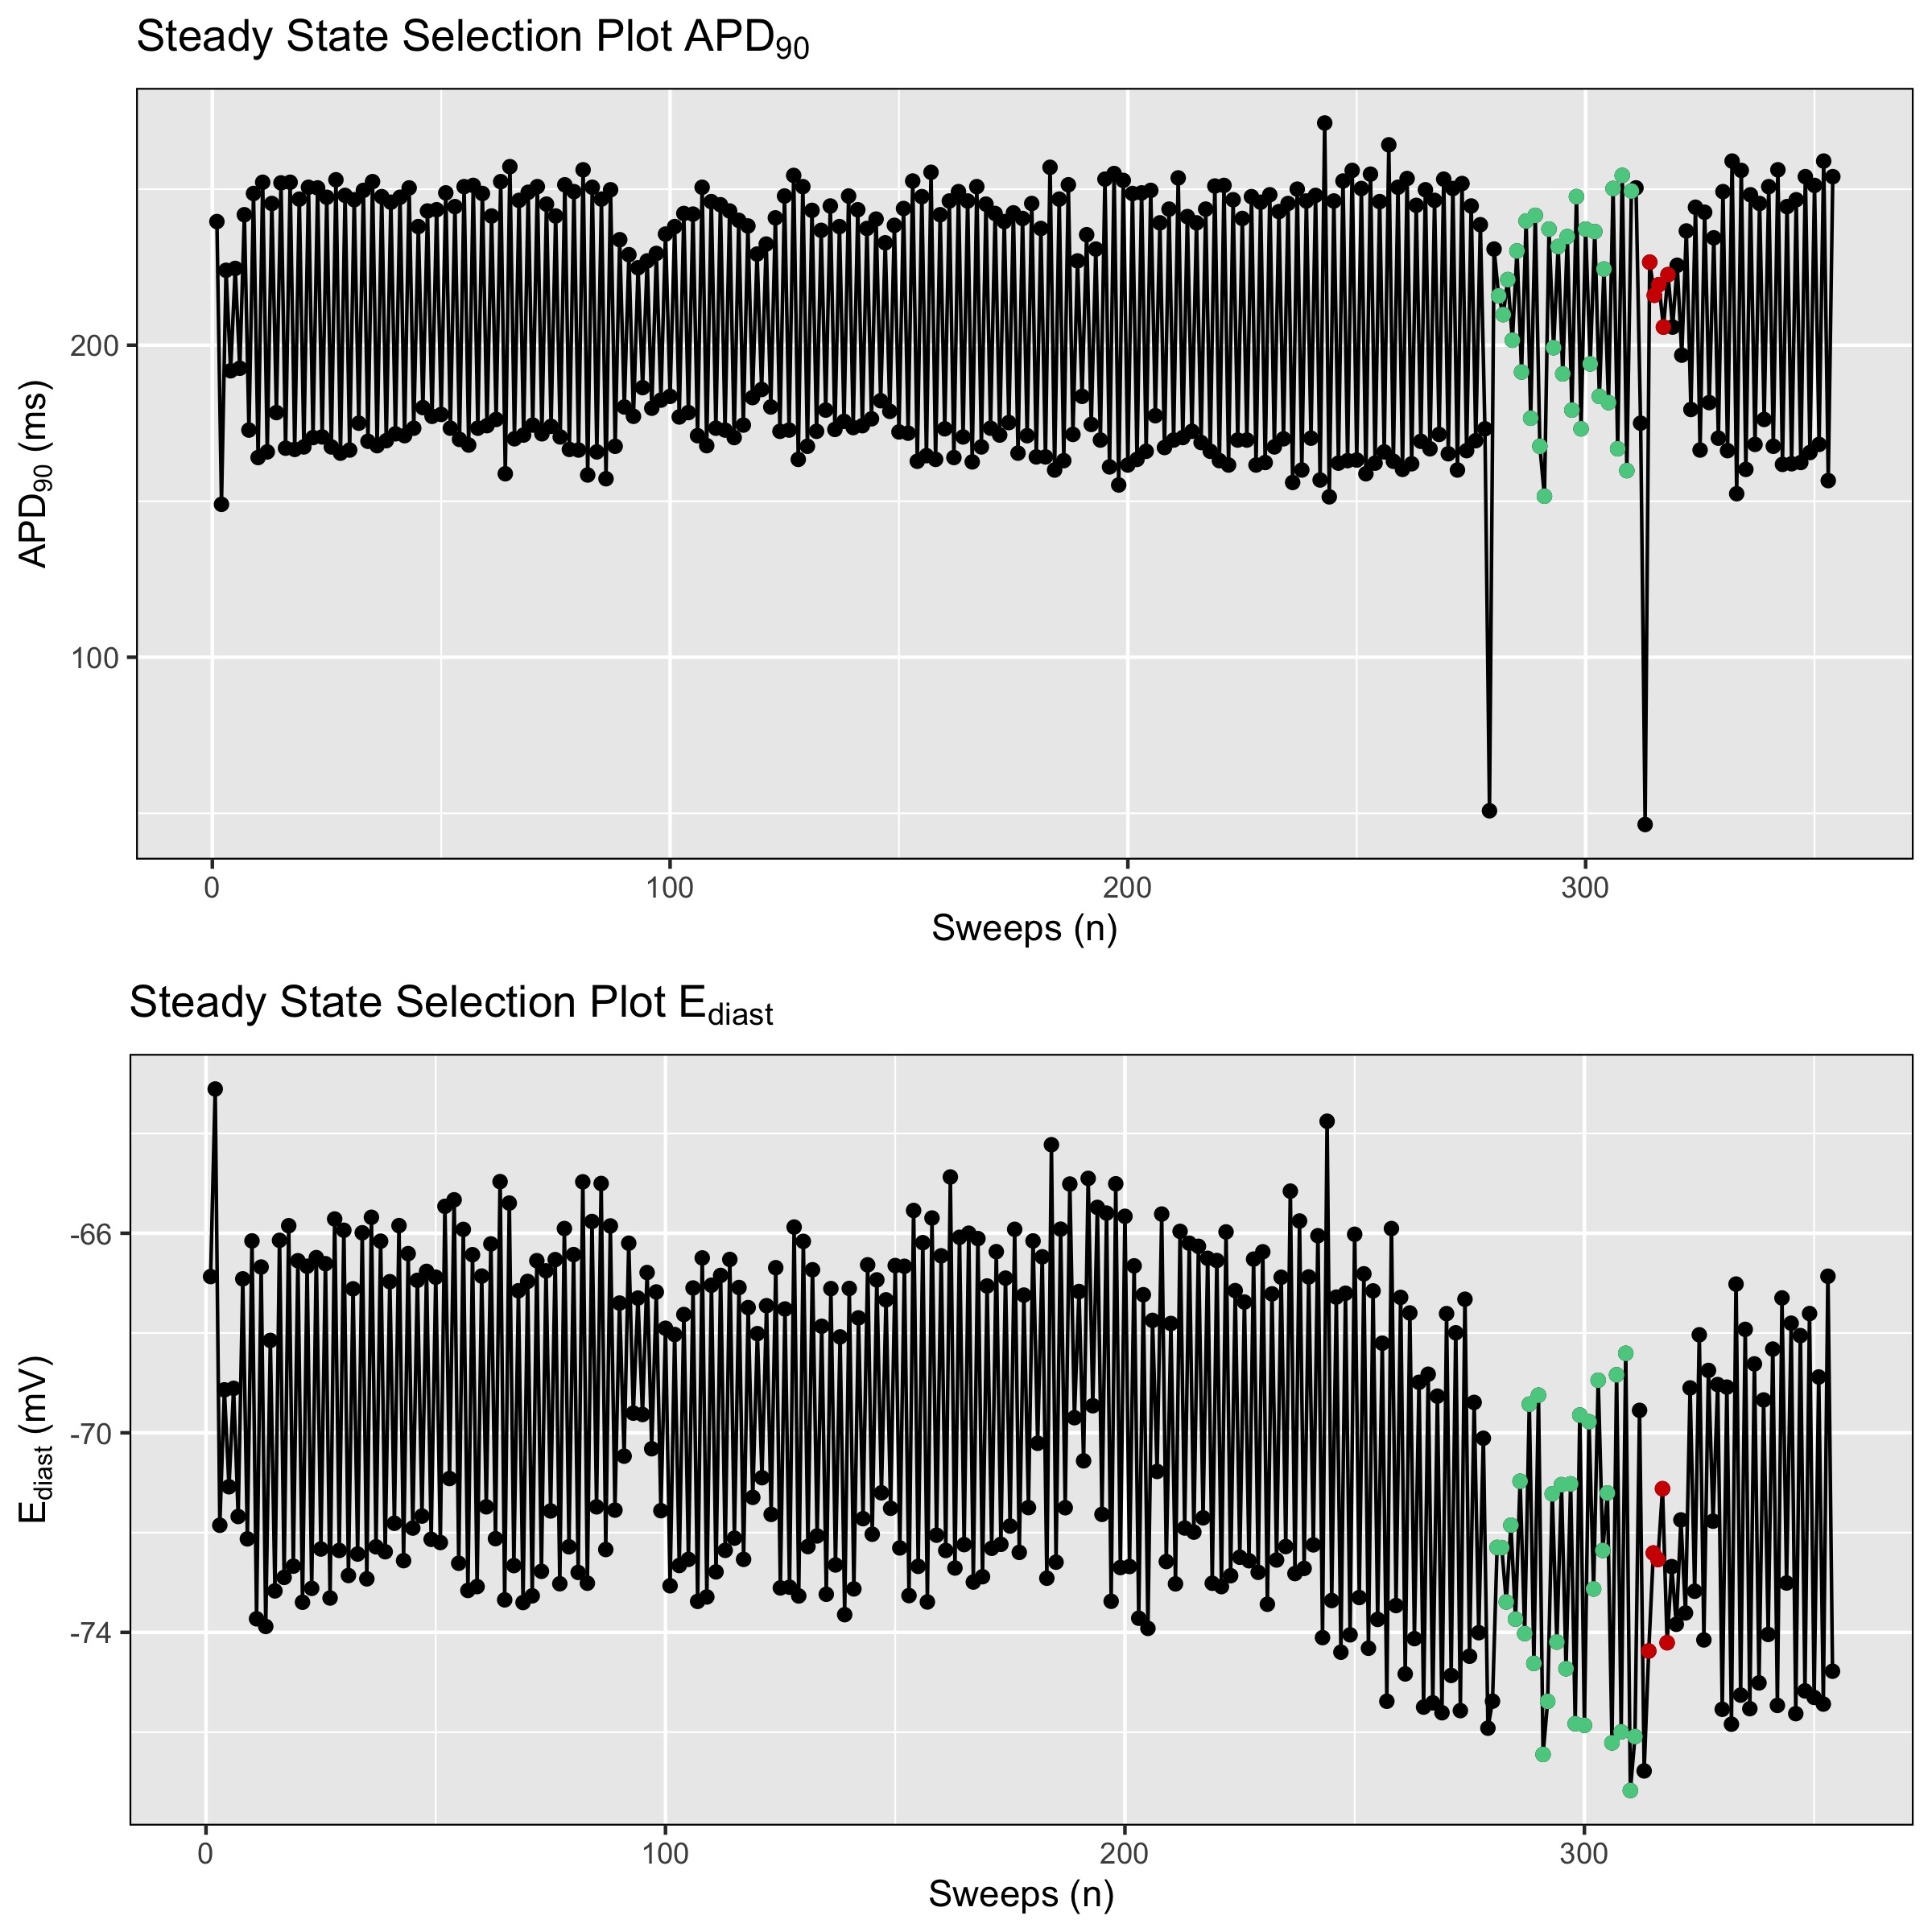 Steady State Selection Plot APD90
200
100
APD90 (ms)
0 100 200 300
Sweeps (n)
Steady State Selection Plot Ediast
-66
-70
-74
Ediast (mV)
0 100 200 300
Sweeps (n)